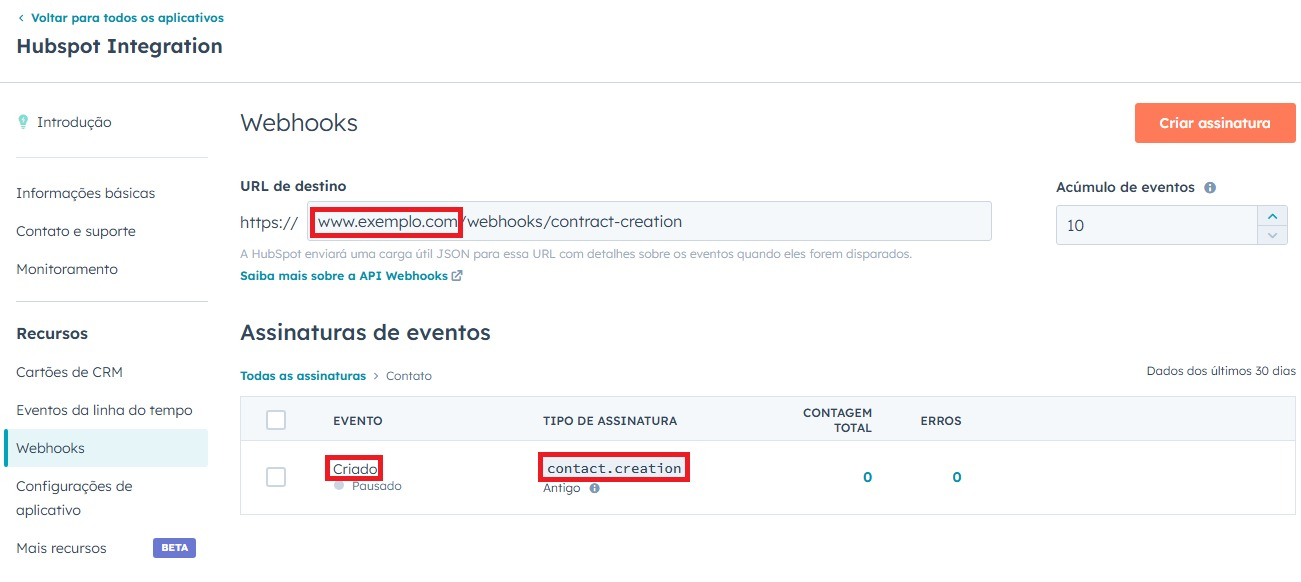 Voltar para todos os aplicativos
Hubspot Integration
Introdução
Informações básicas
Contato e suporte
Monitoramento
Recursos
Cartões de CRM
Eventos da linha do tempo
Webhooks
Configurações de
aplicativo
Mais recursos BETA
Webhooks
Criar assinatura
URL de destino
https:// www.exemplo.com/webhooks/contract-creation
A HubSpot enviará uma carga útil JSON para essa URL com detalhes sobre os eventos quando eles forem disparados.
Saiba mais sobre a API Webhooks
Acúmulo de eventos
10
Assinaturas de eventos
Todas as assinaturas > Contato
Dados dos últimos 30 dias
EVENTO TIPO DE ASSINATURA CONTAGEM TOTAL ERROS
Criado contact.creation 0 0
Pausado Antigo